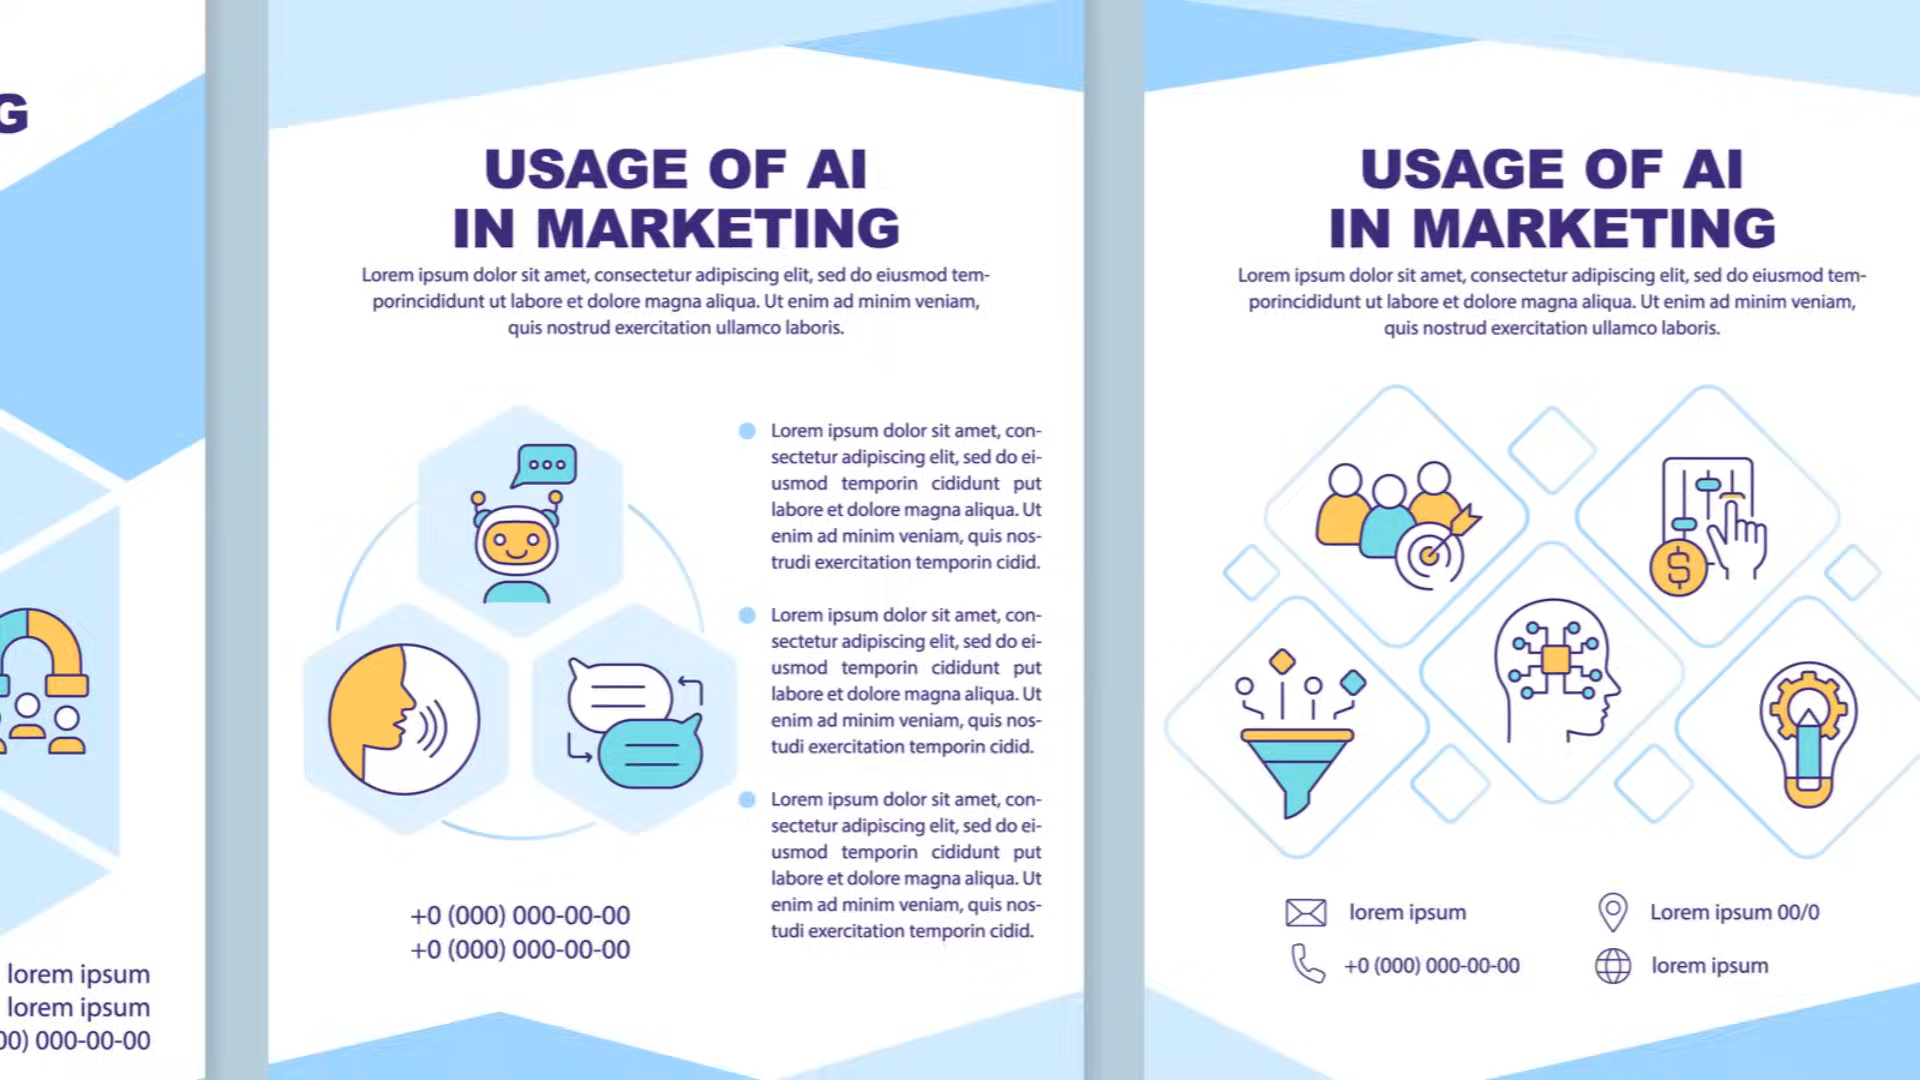 G
lorem ipsum
lorem ipsum
00) 000-00-00
USAGE OF AI
IN MARKETING
Lorem ipsum dolor sit amet, consectetur adipiscing elit, sed do eiusmod tem-
porincididunt ut labore et dolore magna aliqua. Ut enim ad minim veniam,
quis nostrud exercitation ullamco laboris.
Lorem ipsum dolor sit amet, con-
sectetur adipiscing elit, sed do ei-
usmod temporin cididunt put
labore et dolore magna aliqua. Ut
enim ad minim veniam, quis nos-
trudi exercitation temporin cidid.
Lorem ipsum dolor sit amet, con-
sectetur adipiscing elit, sed do ei-
usmod temporin cididunt put
labore et dolore magna aliqua. Ut
enim ad minim veniam, quis nos-
tudi exercitation temporin cidid.
Lorem ipsum dolor sit amet, con-
sectetur adipiscing elit, sed do ei-
usmod temporin cididunt put
labore et dolore magna aliqua. Ut
enim ad minim veniam, quis nos-
tudi exercitation temporin cidid.
+0 (000) 000-00-00
+0 (000) 000-00-00
USAGE OF AI
IN MARKETING
Lorem ipsum dolor sit amet, consectetur adipiscing elit, sed do eiusmod tem-
porincididunt ut labore et dolore magna aliqua. Ut enim ad minim veniam,
quis nostrud exercitation ullamco laboris.
$
lorem ipsum
Lorem ipsum 00/0
+0 (000) 000-00-00
lorem ipsum